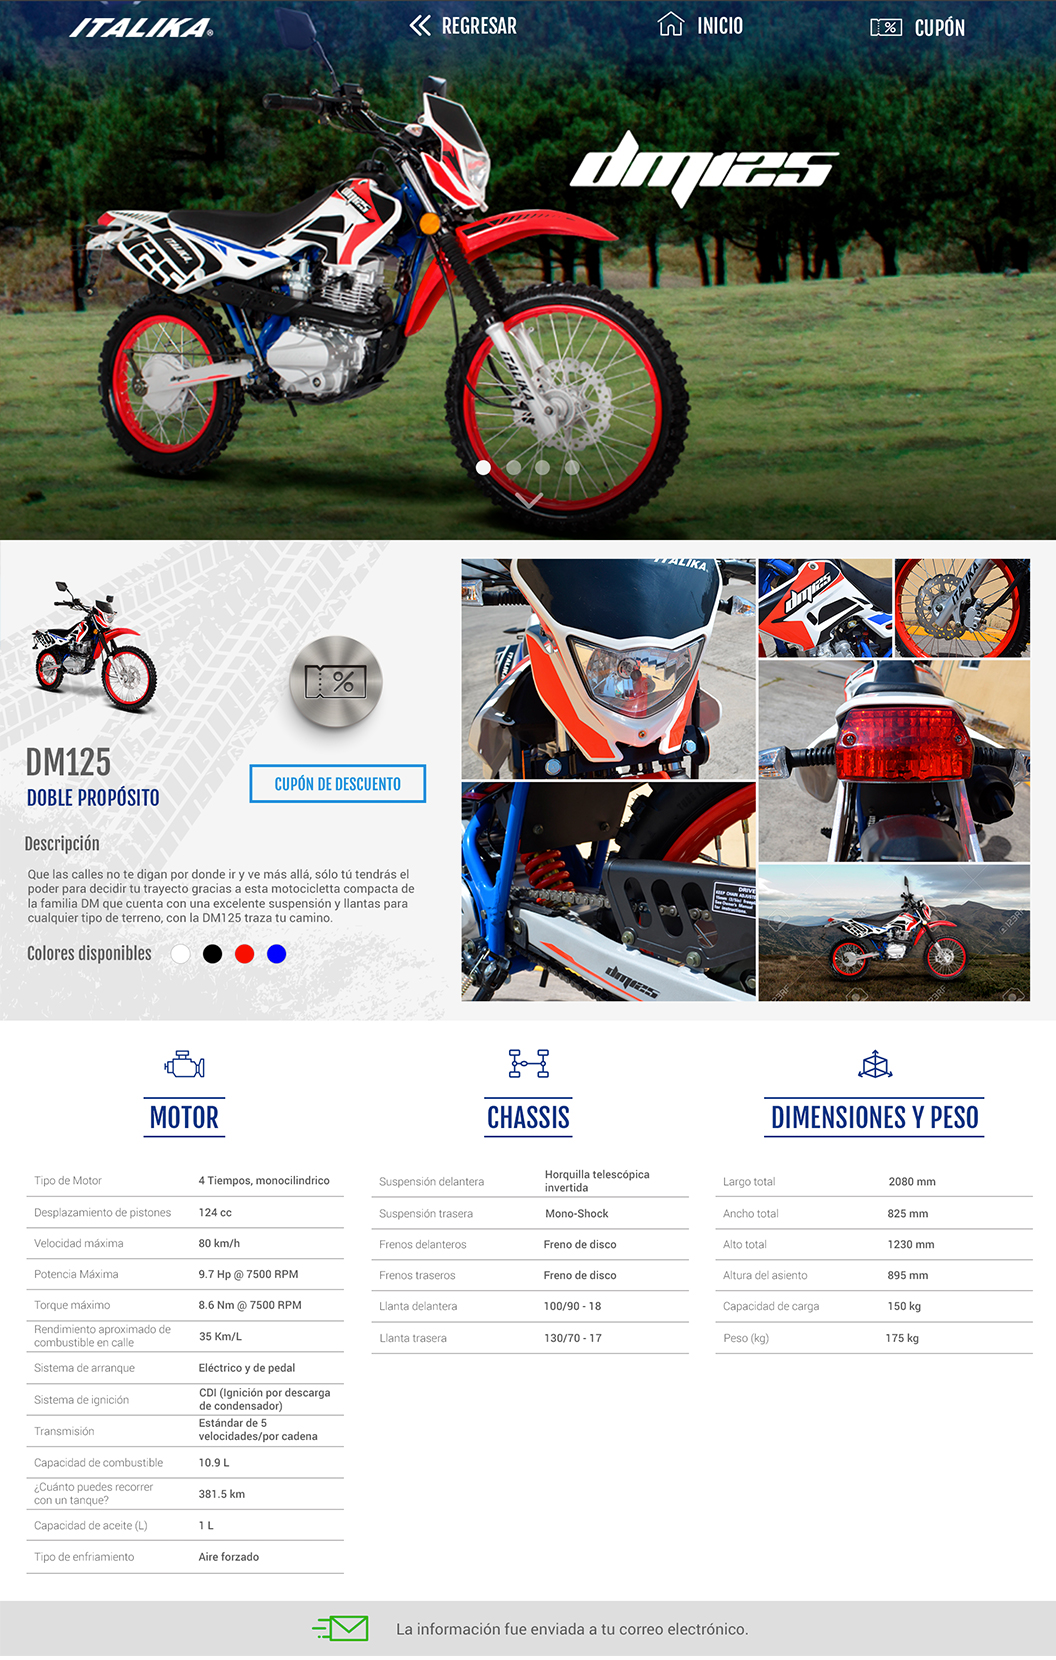 ITALIKA®
REGRESAR
INICIO
CUPÓN
dm125
dm125
ITALIKA
DM125
DOBLE PROPÓSITO
CUPÓN DE DESCUENTO
Descripción
Que las calles no te digan por donde ir y ve más allá, sólo tú tendrás el
poder para decidir tu trayecto gracias a esta motocicletta compacta de
la familia DM que cuenta con una excelente suspensión y llantas para
cualquier tipo de terreno, con la DM125 traza tu camino.
Colores disponibles
ITALIKA
ITALIKA
dm125
ITALIKA
dm125
MOTOR
Tipo de Motor 4 Tiempos, monocilindrico
Desplazamiento de pistones 124 cc
Velocidad máxima 80 km/h
Potencia Máxima 9.7 Hp @ 7500 RPM
Torque máximo 8.6 Nm @ 7500 RPM
Rendimiento aproximado de
combustible en calle 35 Km/L
Sistema de arranque Eléctrico y de pedal
Sistema de ignición CDI (Ignición por descarga
de condensador)
Transmisión Estándar de 5
velocidades/por cadena
Capacidad de combustible 10.9 L
¿Cuánto puedes recorrer
con un tanque? 381.5 km
Capacidad de aceite (L) 1 L
Tipo de enfriamiento Aire forzado
CHASSIS
Suspensión delantera Horquilla telescópica
invertida
Suspensión trasera Mono-Shock
Frenos delanteros Freno de disco
Frenos traseros Freno de disco
Llanta delantera 100/90 - 18
Llanta trasera 130/70 - 17
DIMENSIONES Y PESO
Largo total 2080 mm
Ancho total 825 mm
Alto total 1230 mm
Altura del asiento 895 mm
Capacidad de carga 150 kg
Peso (kg) 175 kg
La información fue enviada a tu correo electrónico.